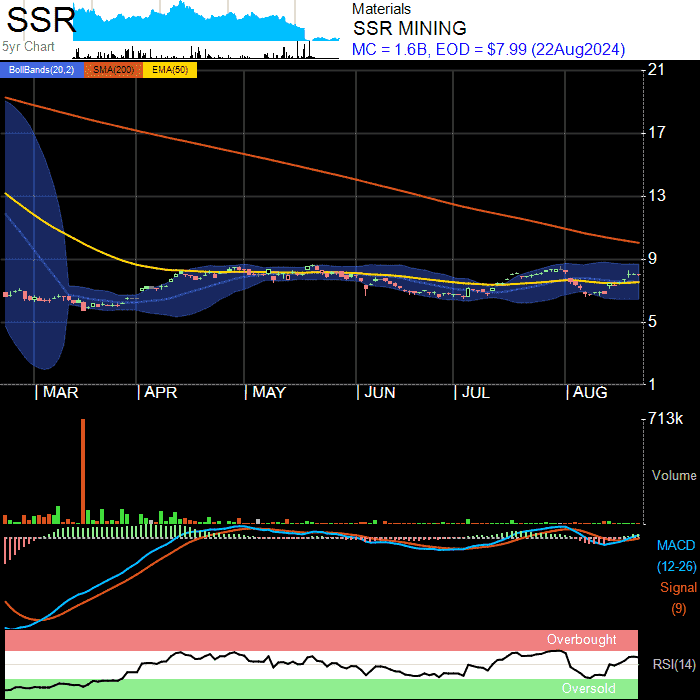 SSR
5yr Chart
Materials
SSR MINING
MC = 1.6B, EOD = $7.99 (22Aug2024)
BollBands(20,2) SMA(200) EMA(50)
21
17
13
9
5
1
MAR APR MAY JUN JUL AUG
713k
Volume
MACD
(12-26)
Signal
(9)
Overbought
RSI(14)
Oversold